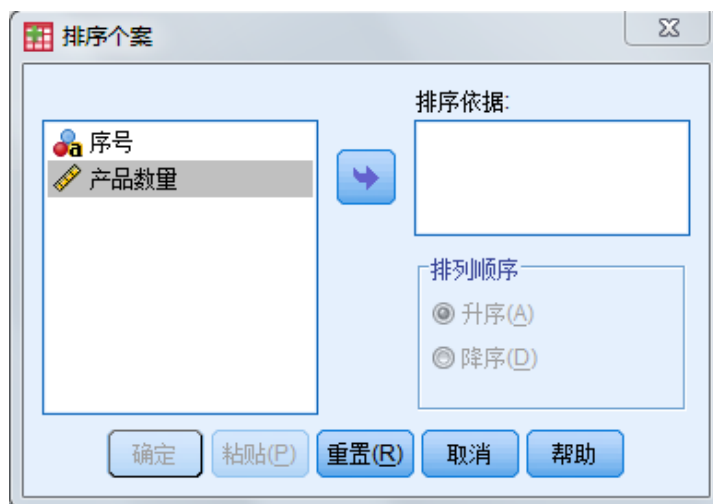 排序个案
排序依据:
序号
产品数量
排列顺序
升序(A)
降序(D)
确定 粘贴(P) 重置(R) 取消 帮助